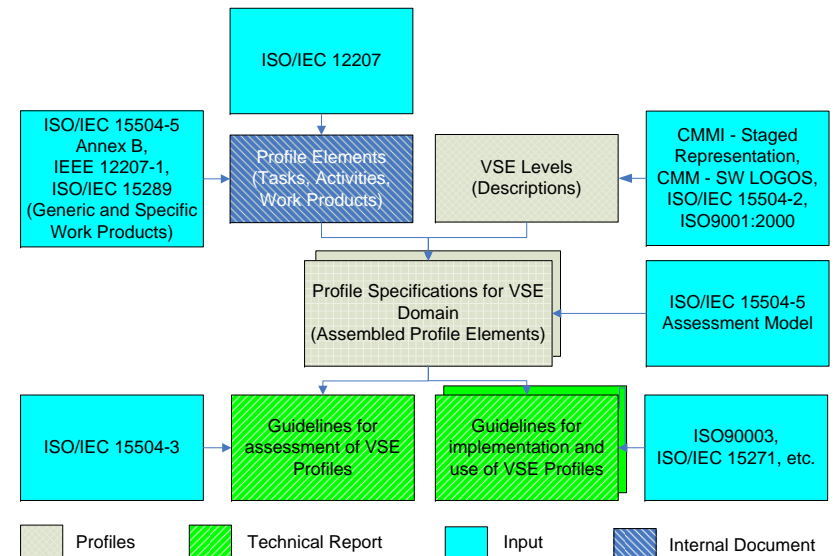 ISO/IEC 12207
ISO/IEC 15504-5
Annex B,
IEEE 12207-1,
ISO/IEC 15289
(Generic and Specific
Work Products)
Profile Elements
(Tasks, Activities,
Work Products)
VSE Levels
(Descriptions)
CMMI - Staged
Representation,
CMM - SW LOGOS,
ISO/IEC 15504-2,
ISO9001:2000
Profile Specifications for VSE
Domain
(Assembled Profile Elements)
ISO/IEC 15504-5
Assessment Model
ISO/IEC 15504-3
Guidelines for
assessment of VSE
Profiles
Guidelines for
implementation and
use of VSE Profiles
ISO90003,
ISO/IEC 15271, etc.
Profiles
Technical Report
Input
Internal Document